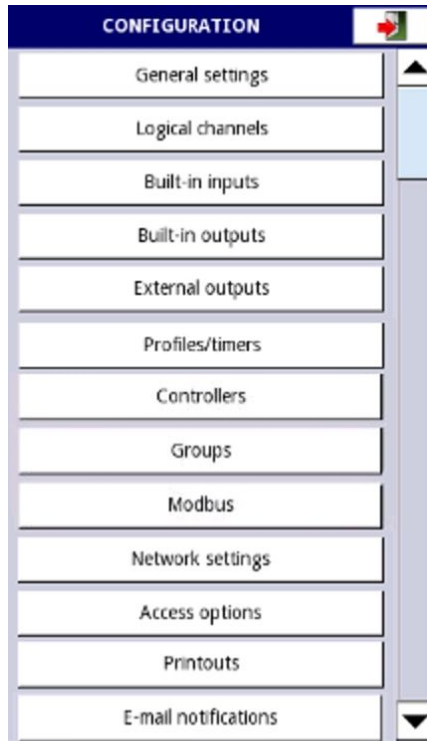 CONFIGURATION
General settings
Logical channels
Built-in inputs
Built-in outputs
External outputs
Profiles/timers
Controllers
Groups
Modbus
Network settings
Access options
Printouts
E-mail notifications